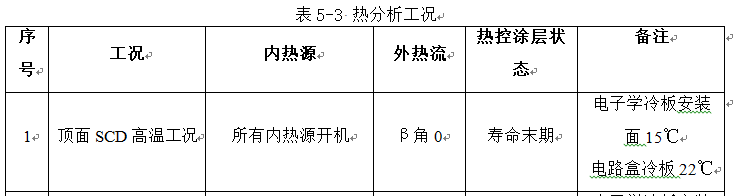 表 5-3 热分析工况
序号 工况 内热源 外热流 热控涂层状态 备注
1 顶面 SCD 高温工况 所有内热源开机 β角 0 寿命末期 电子学冷板安装面 15℃
电路盒冷板 22℃